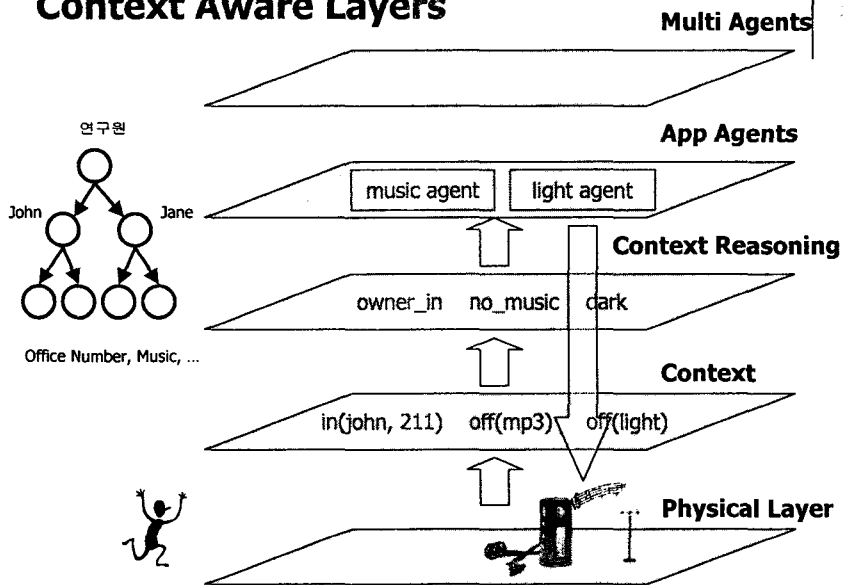 Context Aware Layers
Multi Agents
연구원
App Agents
music agent
light agent
John
Jane
Context Reasoning
owner_in no_music dark
Office Number, Music, ...
Context
in(john, 211) off(mp3) off(light)
Physical Layer